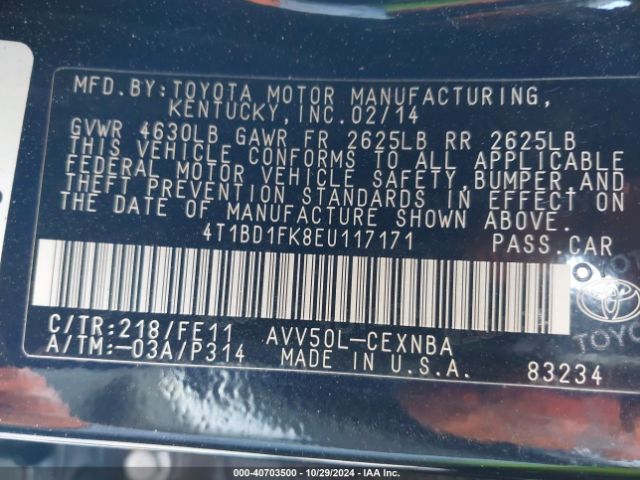 MFD.BY:TOYOTA MOTOR MANUFACTURING,
KENTUCKY,INC.02/14
GVWR 4630LB GAWR FR 2625LB RR 2625LB
THIS VEHICLE CONFORMS TO ALL APPLICABLE
FEDERAL MOTOR VEHICLE SAFETY,BUMPER,AND
THEFT PREVENTION STANDARDS IN EFFECT ON
THE DATE OF MANUFACTURE SHOWN ABOVE.
4T1BD1FK8EU117171 PASS.CAR
TOYOTA
C/TR:218/FE11 AVV50L-CEXNBA
A/TM:-03A/P314 MADE IN U.S.A. 83234
000-40703500 | 10/29/2024 | IAA Inc.